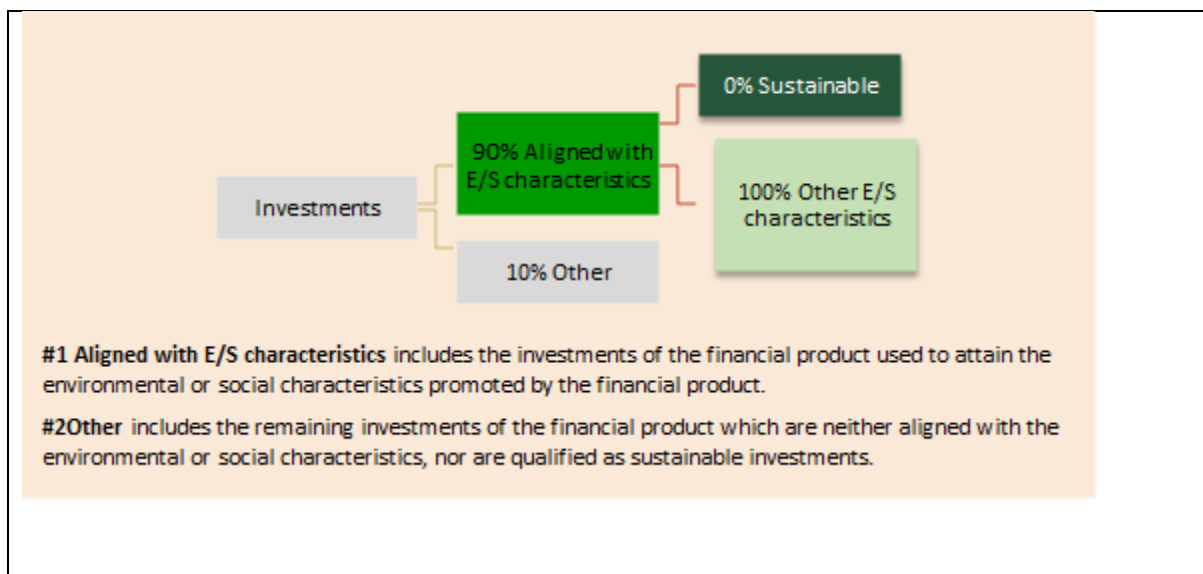 0% Sustainable
90% Aligned with
E/S characteristics
100% Other E/S
characteristics
Investments
10% Other
#1 Aligned with E/S characteristics includes the investments of the financial product used to attain the
environmental or social characteristics promoted by the financial product.
#2Other includes the remaining investments of the financial product which are neither aligned with the
environmental or social characteristics, nor are qualified as sustainable investments.